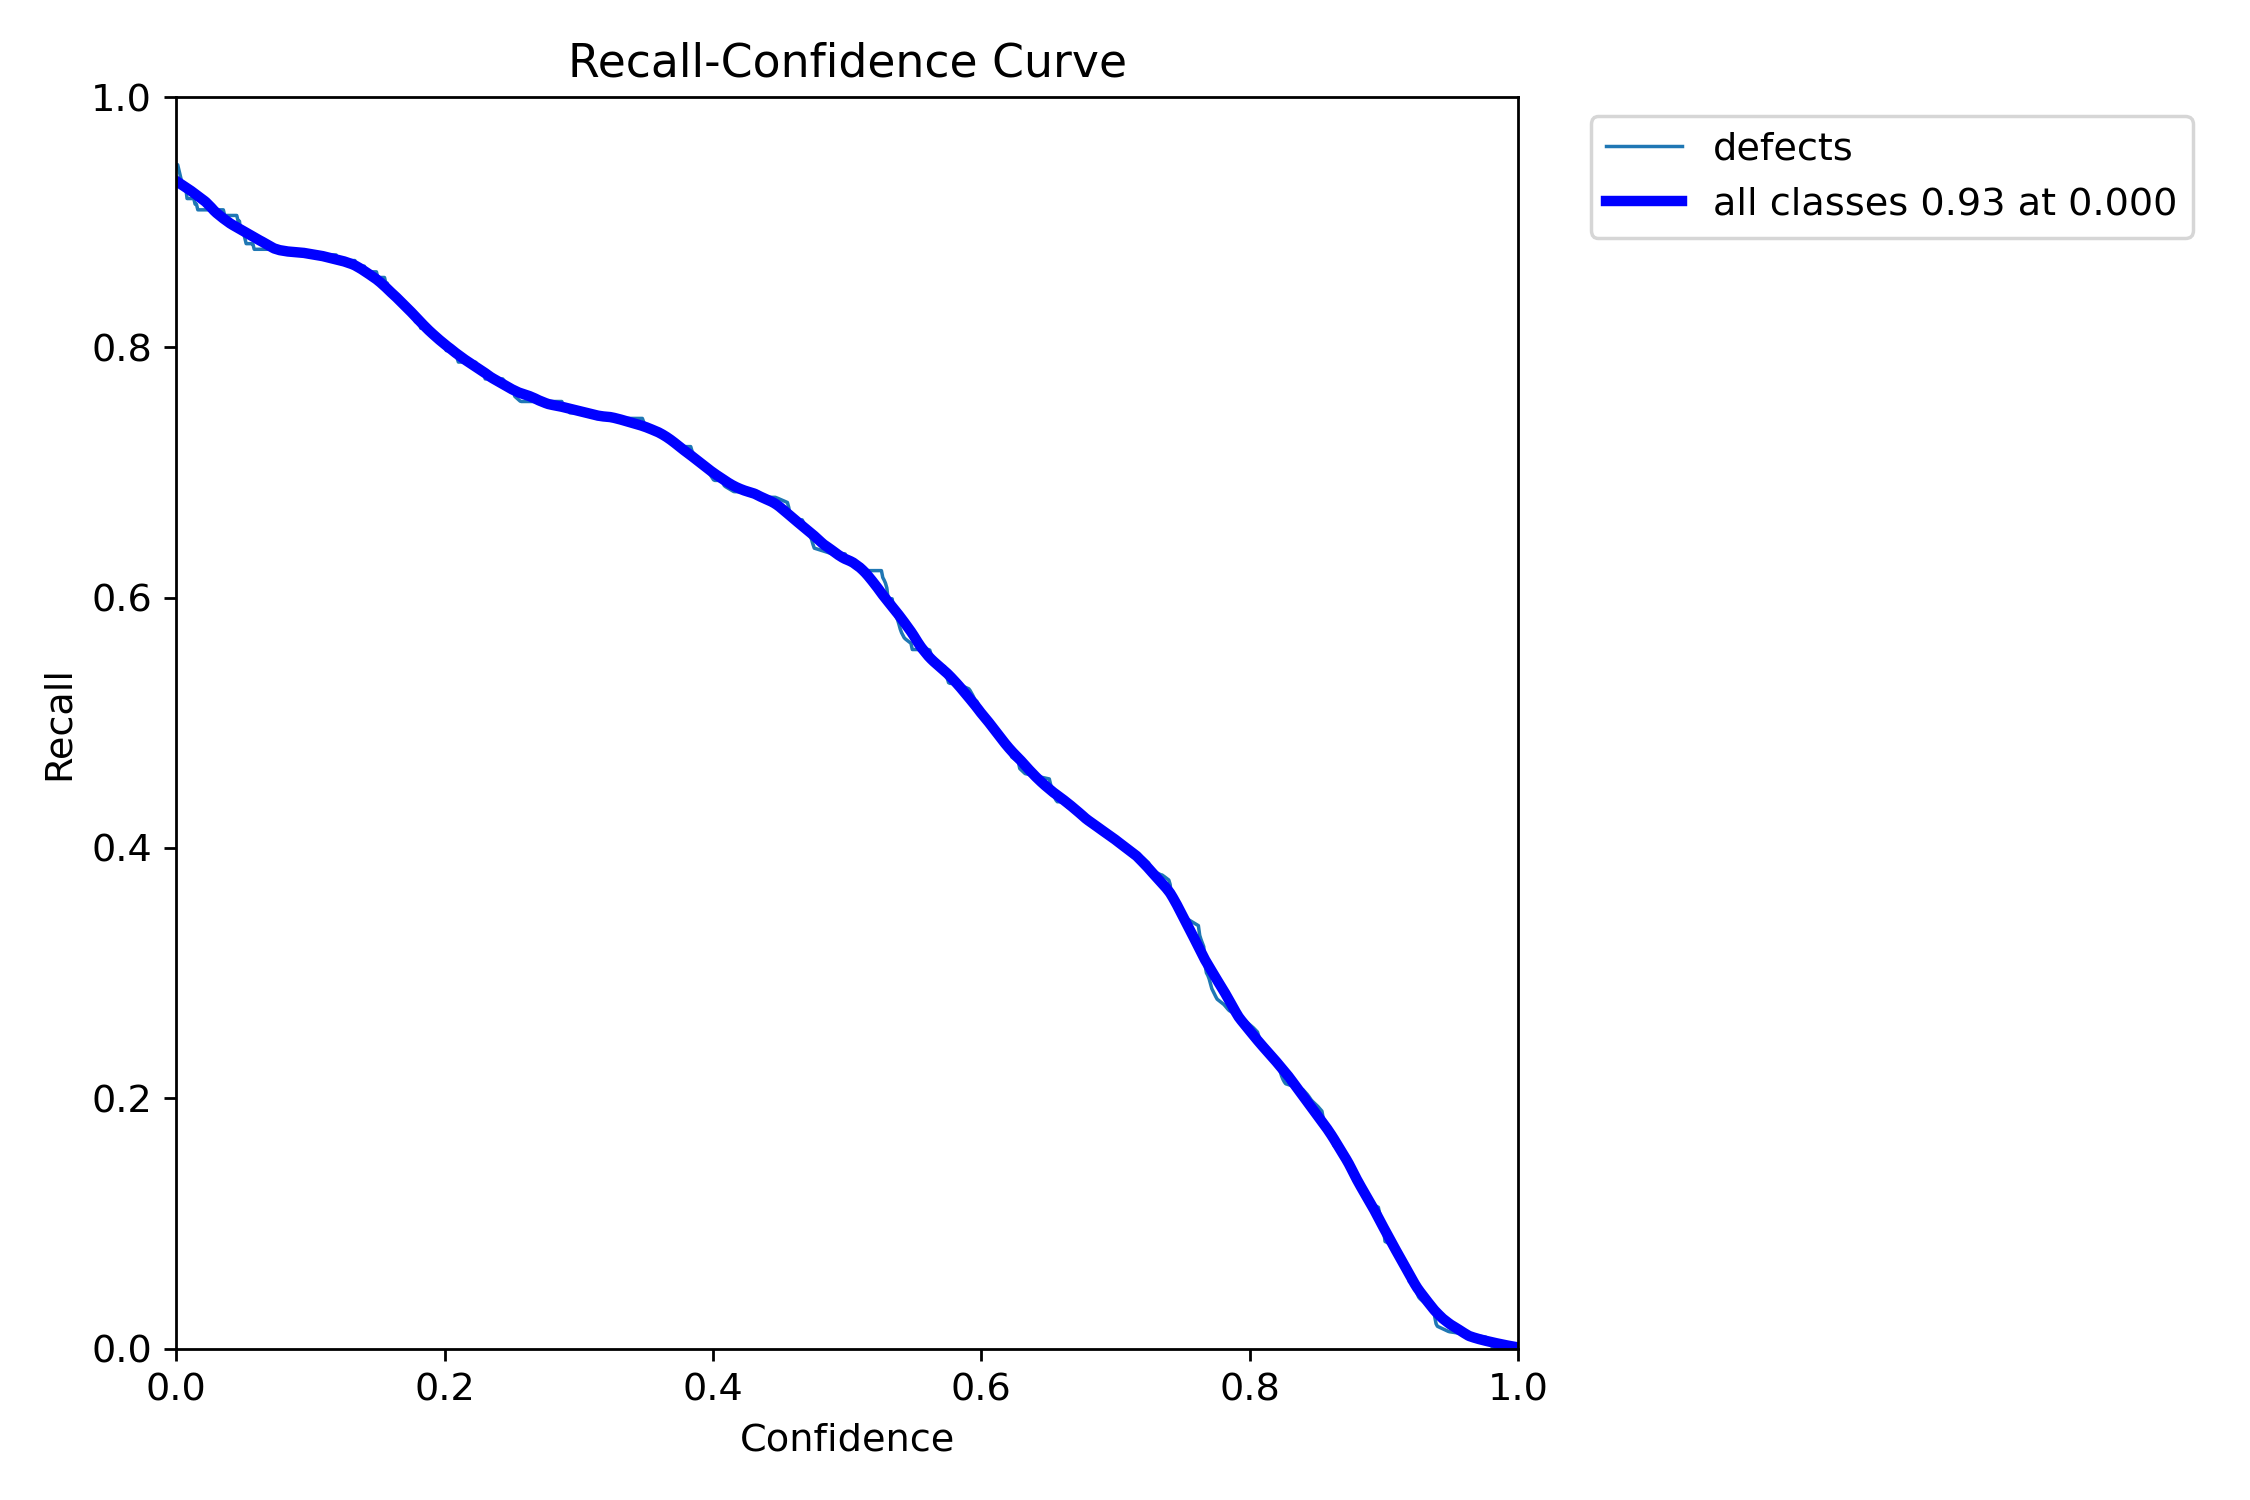 Recall-Confidence Curve
1.0
0.8
0.6
0.4
0.2
0.0
Recall
0.0 0.2 0.4 0.6 0.8 1.0
Confidence
defects
all classes 0.93 at 0.000